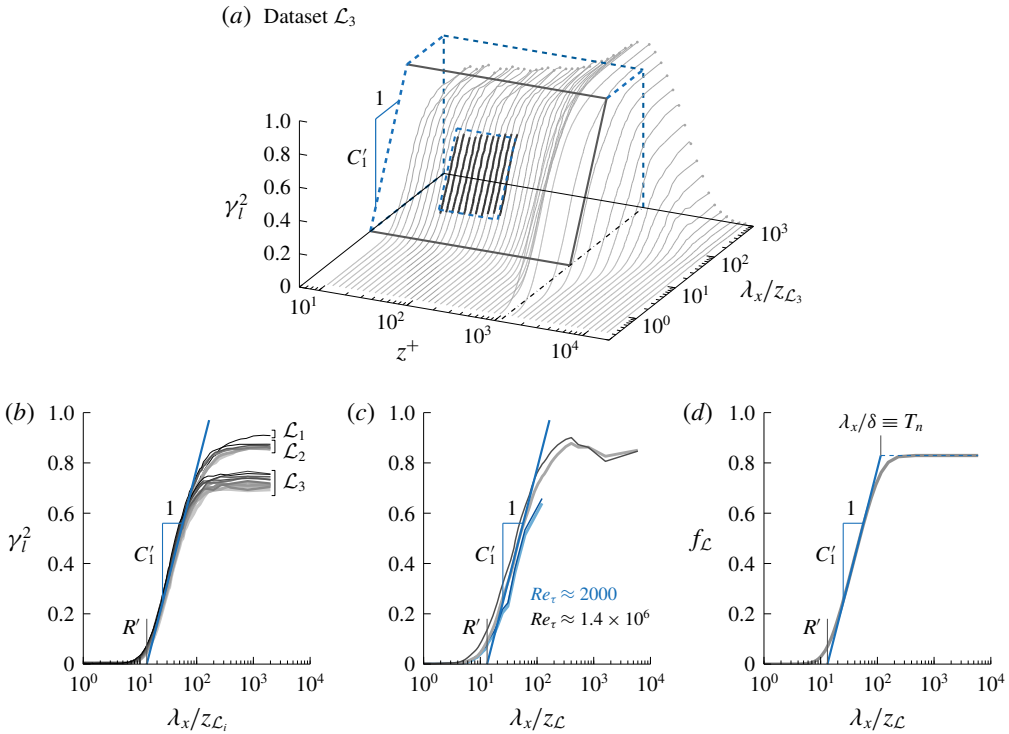 (a) Dataset 𝓛₃
1
C′₁
1.0
0.8
0.6
γ²ₗ 0.4
0.2
0
10¹
10²
10³
10⁴
z⁺
10⁰
10¹
10²
10³
λₓ/z𝓛₃
(b)
1.0
0.8
0.6
γ²ₗ
0.4
0.2
0
𝓛₁
𝓛₂
𝓛₃
1
C′₁
R′
10⁰ 10¹ 10² 10³ 10⁴
λₓ/z𝓛ᵢ
(c)
1.0
0.8
0.6
0.4
0.2
0
1
C′₁
Re_τ ≈ 2000
Re_τ ≈ 1.4 × 10⁶
R′
10⁰ 10¹ 10² 10³ 10⁴
λₓ/z𝓛
(d)
1.0
0.8
0.6
f𝓛
0.4
0.2
0
λₓ/δ ≡ Tₙ
1
C′₁
R′
10⁰ 10¹ 10² 10³ 10⁴
λₓ/z𝓛